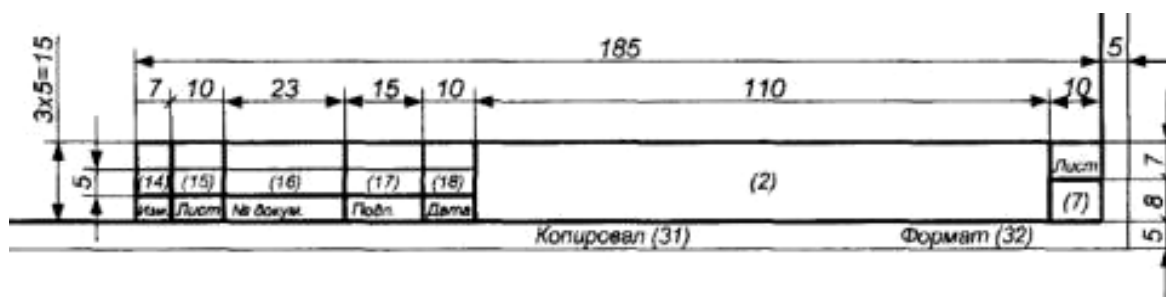 185 5
3x5=15
7 10 23 15 10 110 10
5
(14) (15) (16) (17) (18) (2) Лист 7
Изм. Лист № докум. Подп. Дата (7) 8
Копировал (31) Формат (32) 5